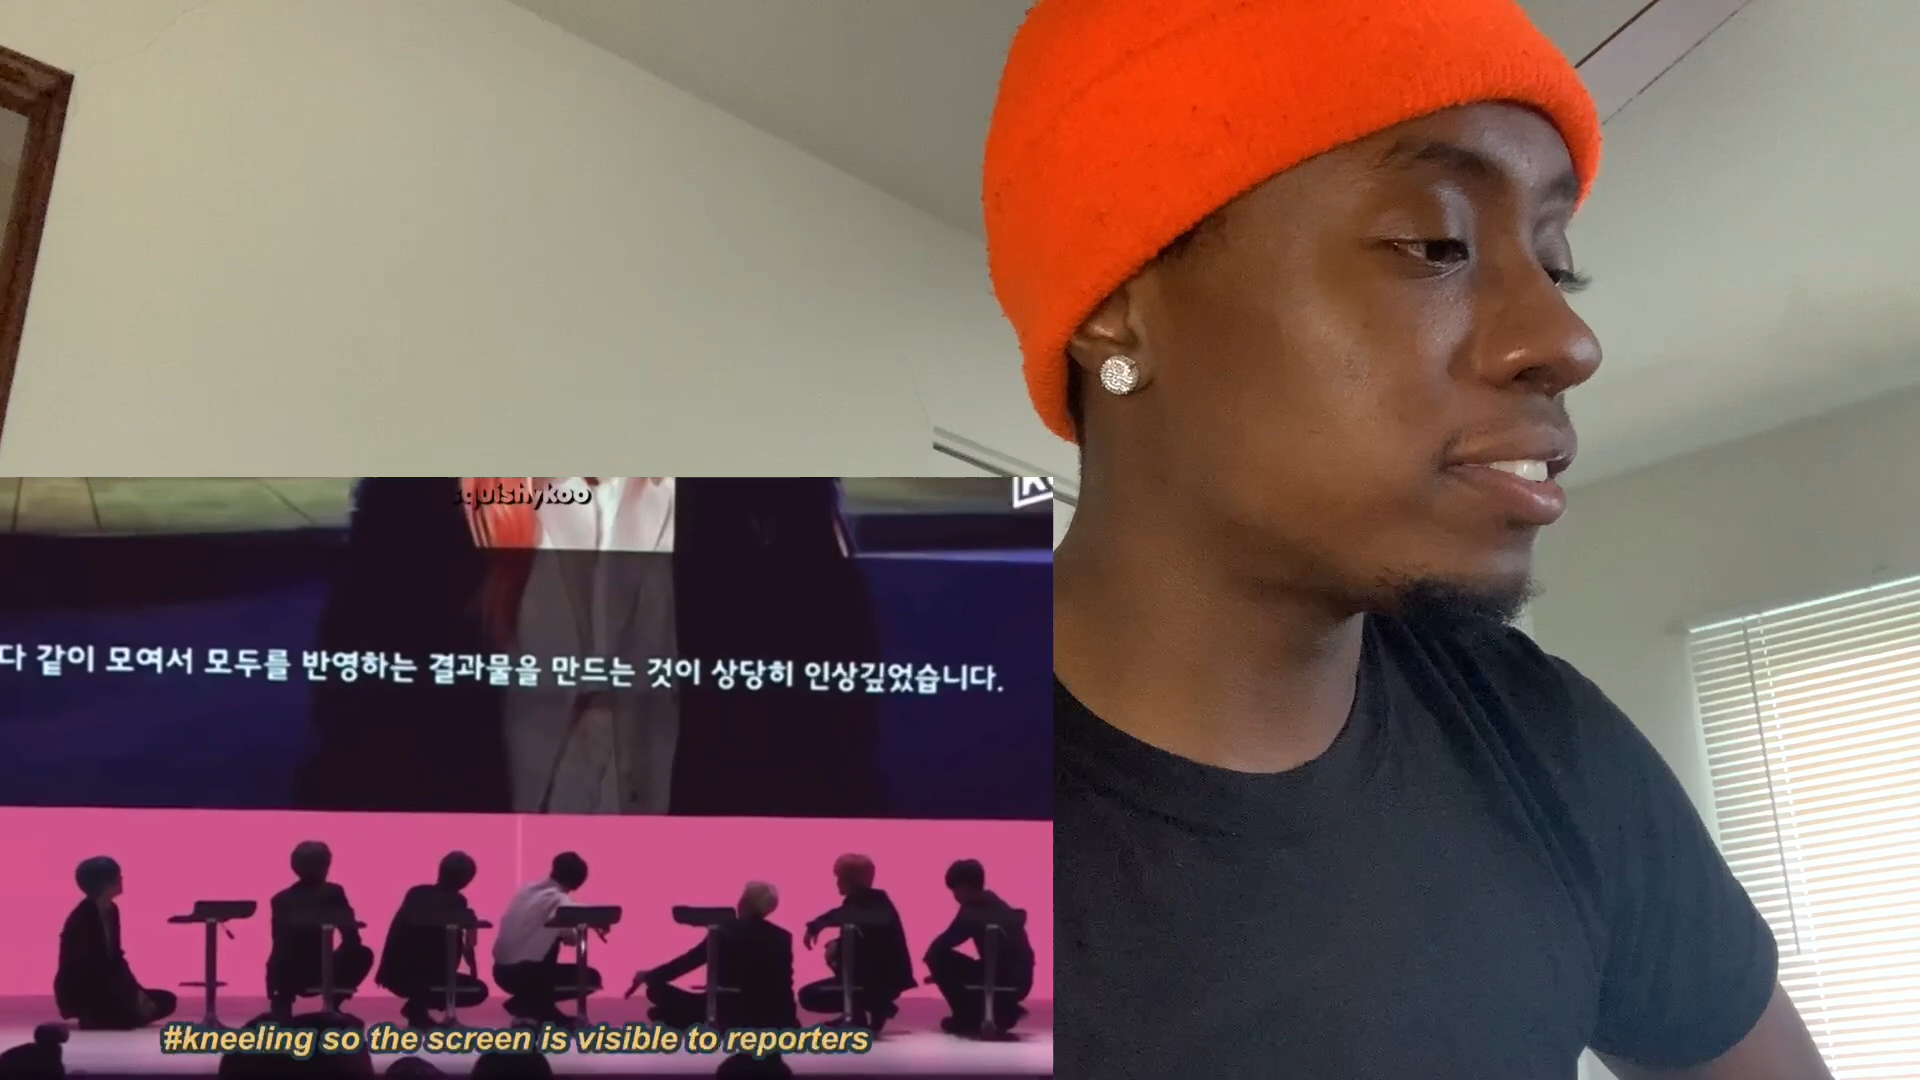 squishykoo
다 같이 모여서 모두를 반영하는 결과물을 만드는 것이 상당히 인상깊었습니다.
#kneeling so the screen is visible to reporters